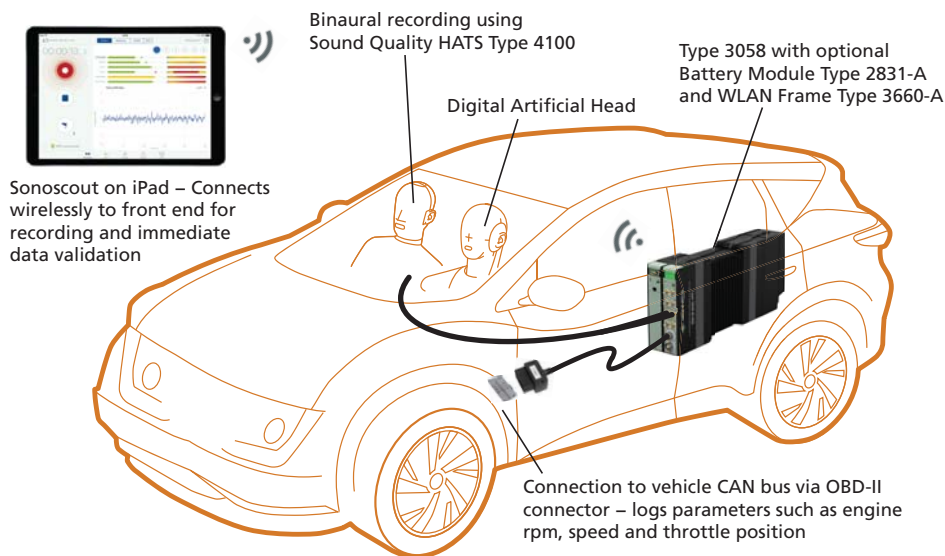 Binaural recording using
Sound Quality HATS Type 4100
Type 3058 with optional
Battery Module Type 2831-A
and WLAN Frame Type 3660-A
Digital Artificial Head
Sonoscout on iPad – Connects
wirelessly to front end for
recording and immediate
data validation
Connection to vehicle CAN bus via OBD-II
connector – logs parameters such as engine
rpm, speed and throttle position